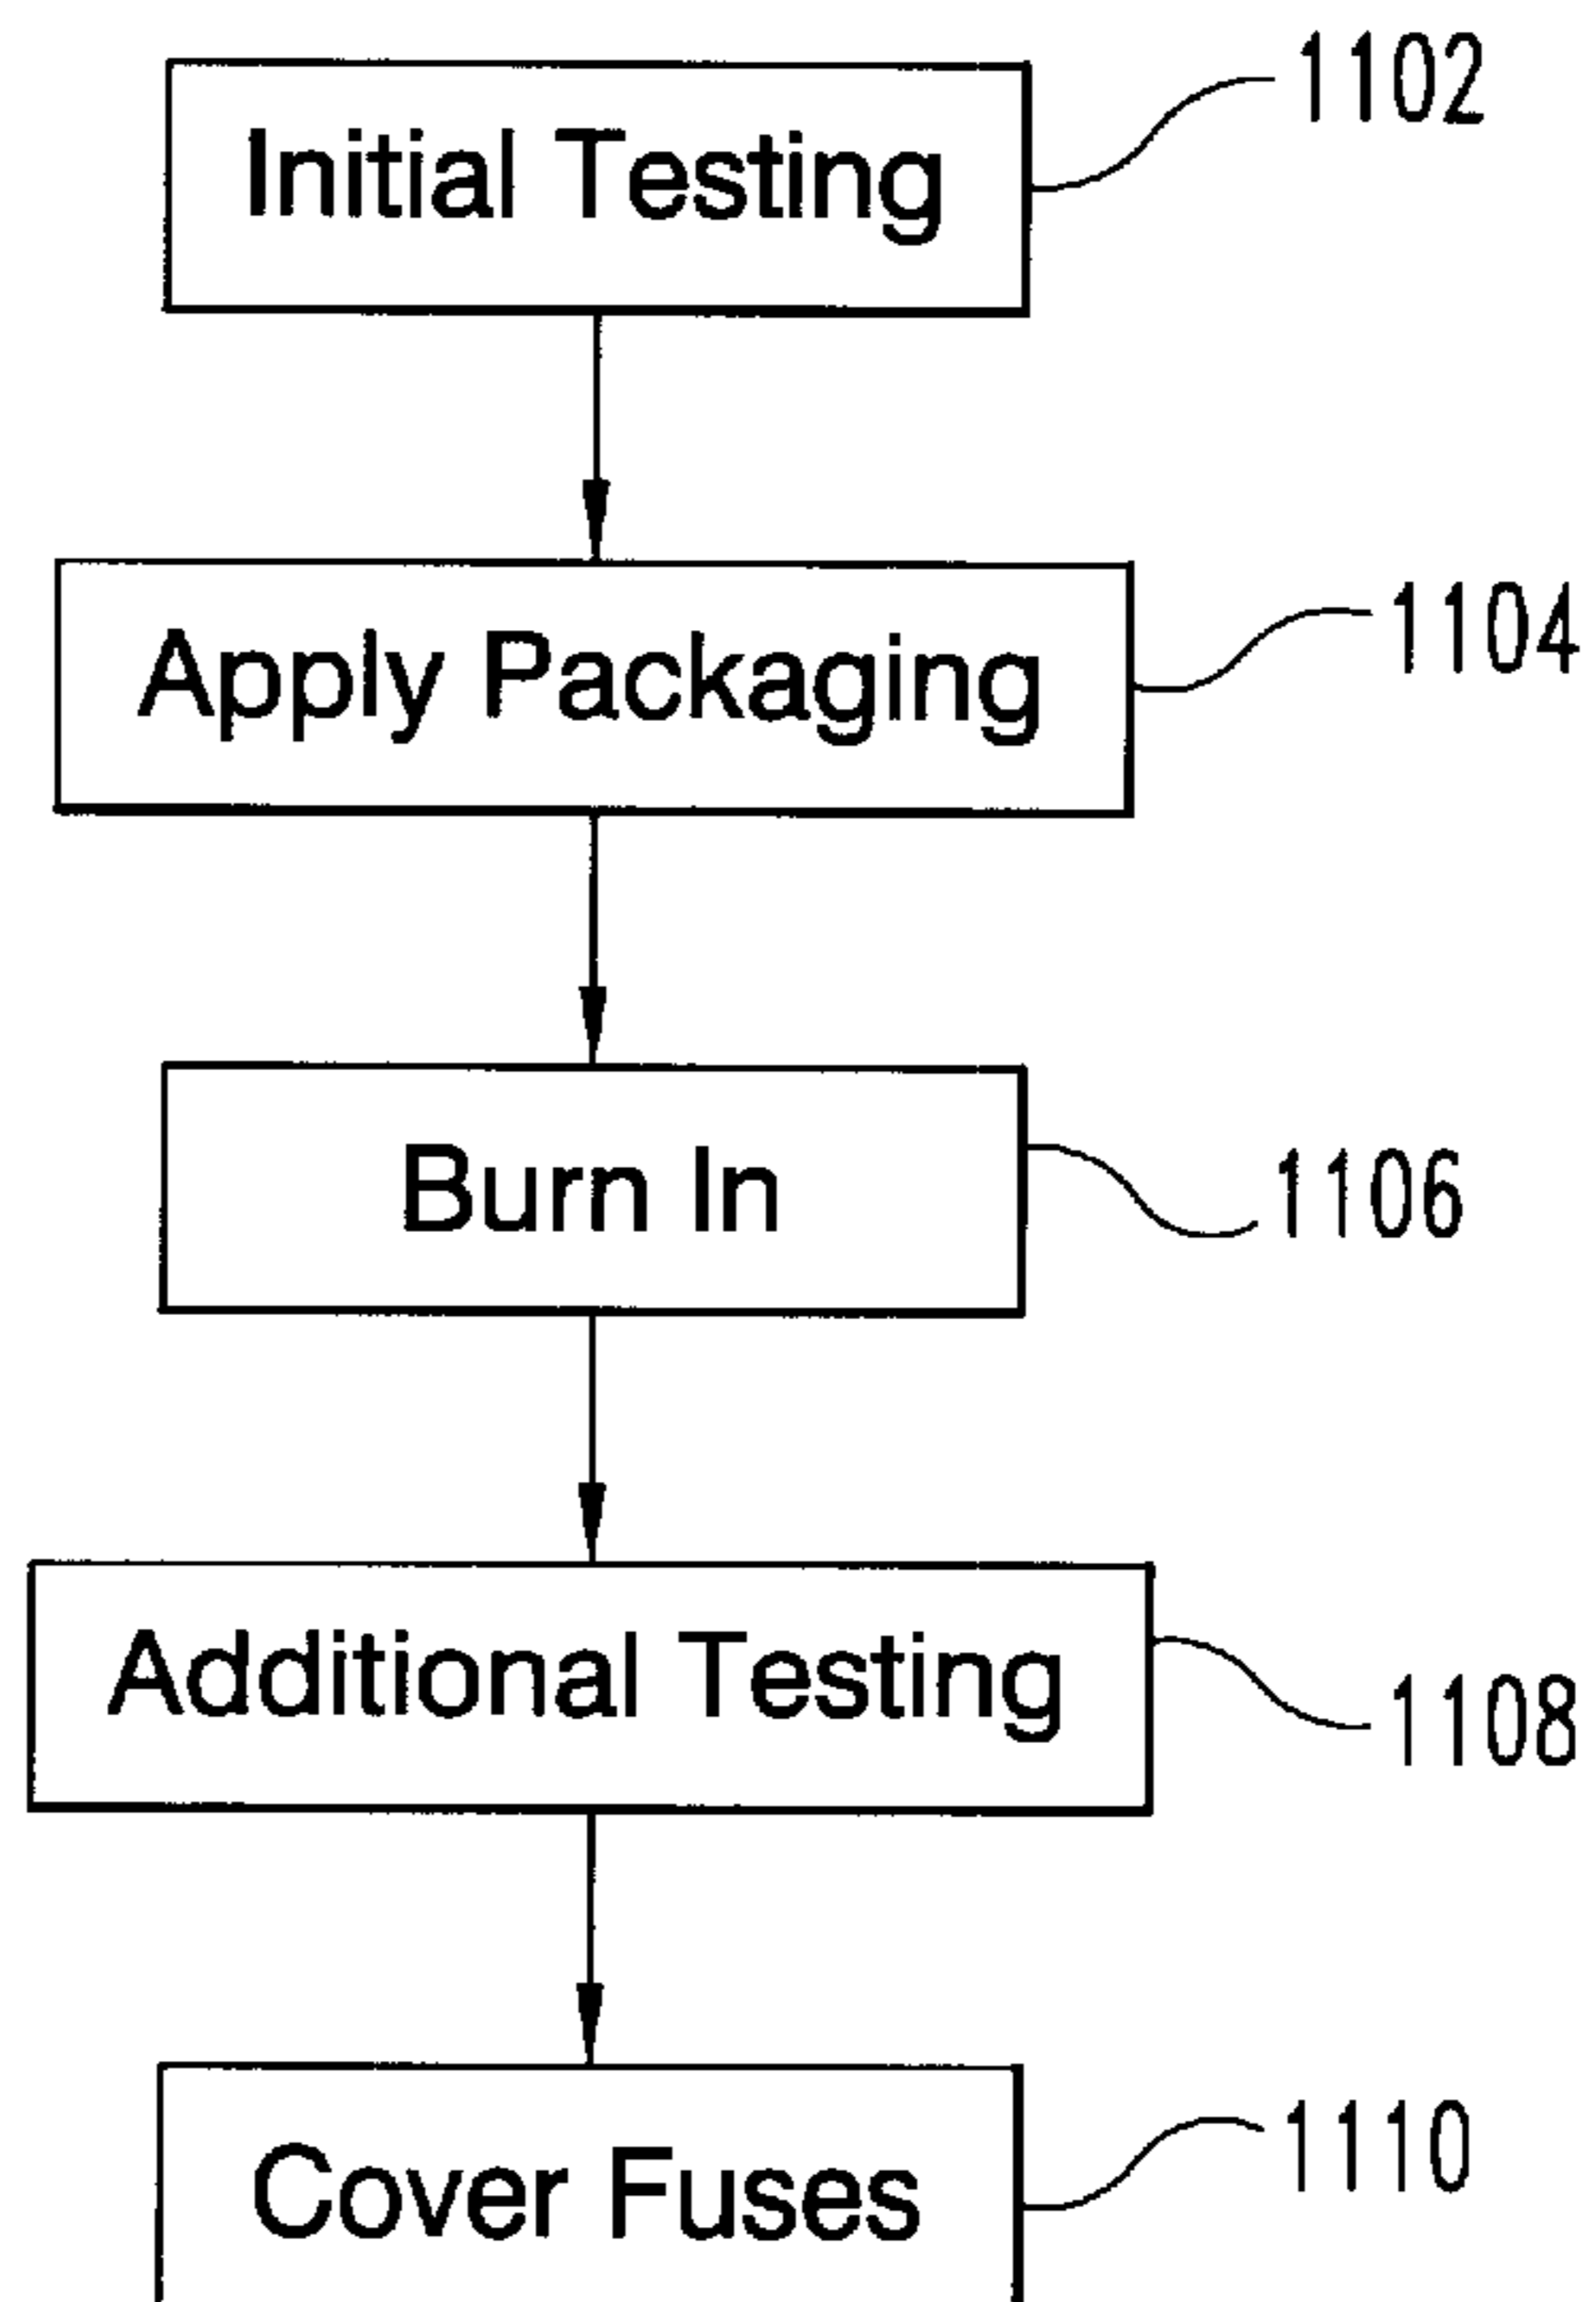 Initial Testing
1102
Apply Packaging
1104
Burn In
1106
Additional Testing
1108
Cover Fuses
1110